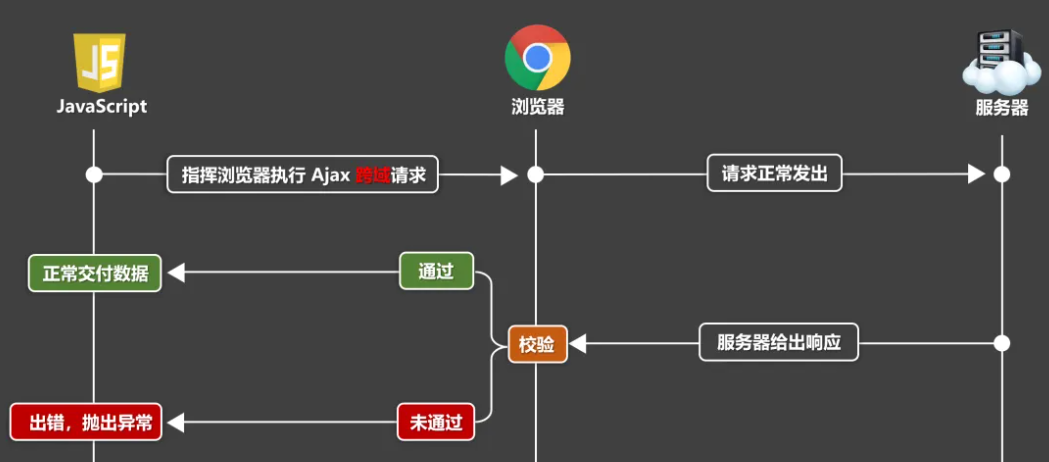 JS
JavaScript
浏览器
服务器
指挥浏览器执行 Ajax 跨域请求
请求正常发出
正常交付数据
通过
校验
服务器给出响应
出错，抛出异常
未通过